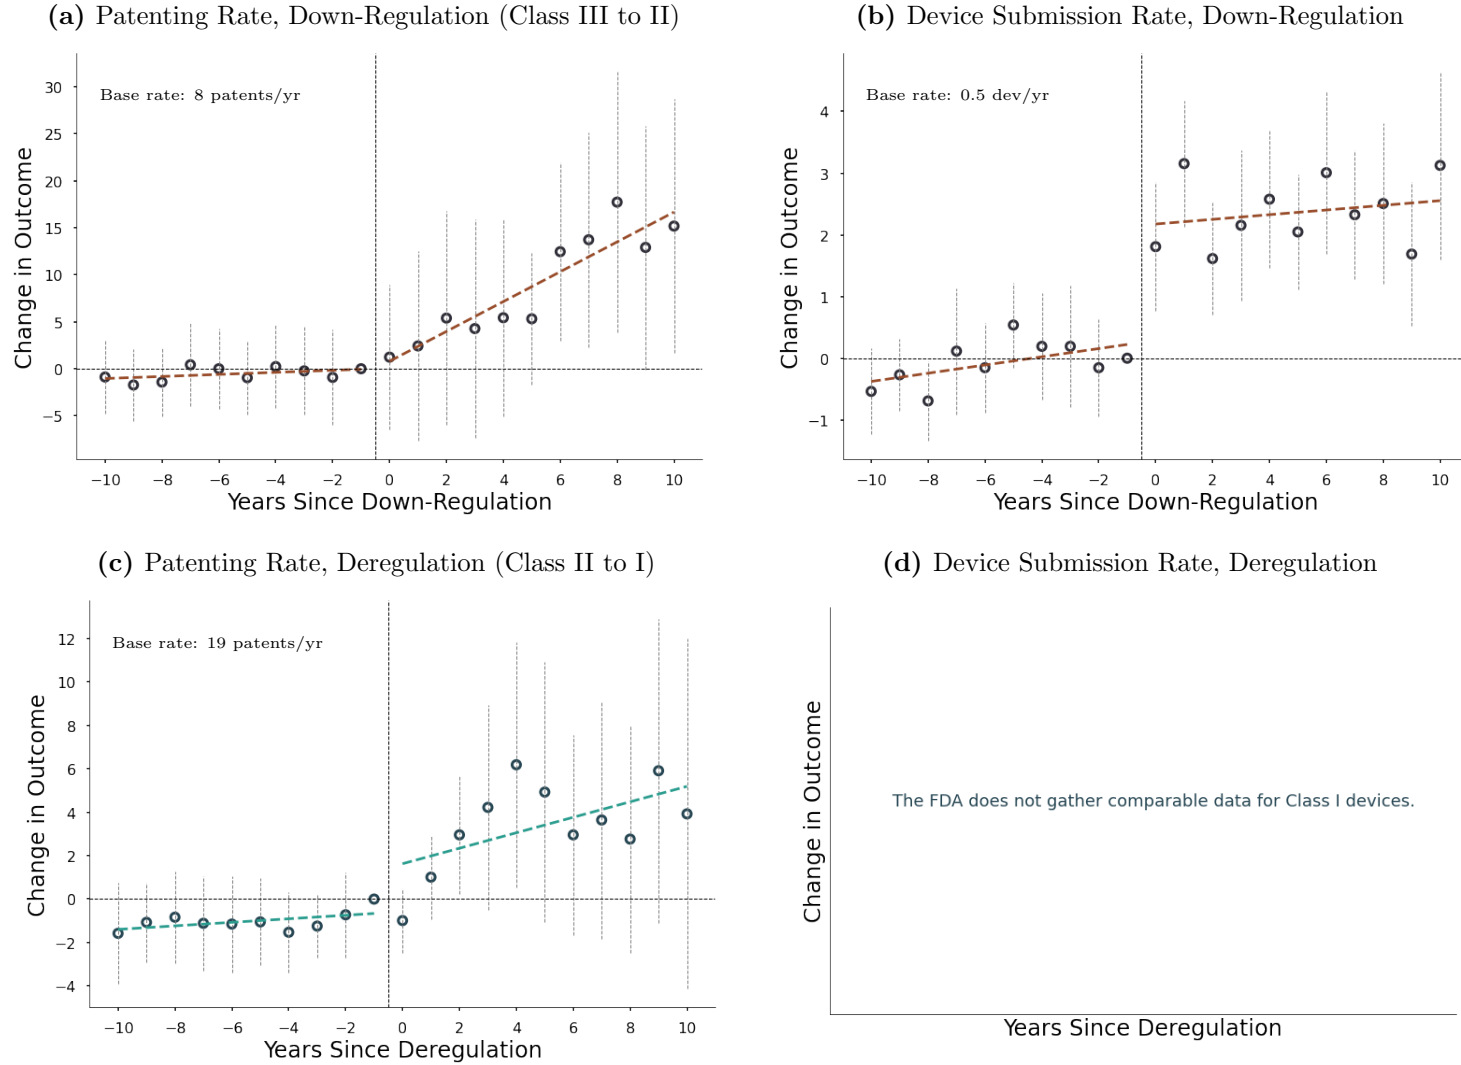 (a) Patenting Rate, Down-Regulation (Class III to II)
Base rate: 8 patents/yr
Change in Outcome
30
25
20
15
10
5
0
−5
−10 −8 −6 −4 −2 0 2 4 6 8 10
Years Since Down-Regulation
(b) Device Submission Rate, Down-Regulation
Base rate: 0.5 dev/yr
Change in Outcome
4
3
2
1
0
−1
−10 −8 −6 −4 −2 0 2 4 6 8 10
Years Since Down-Regulation
(c) Patenting Rate, Deregulation (Class II to I)
Base rate: 19 patents/yr
Change in Outcome
12
10
8
6
4
2
0
−2
−4
−10 −8 −6 −4 −2 0 2 4 6 8 10
Years Since Deregulation
(d) Device Submission Rate, Deregulation
Change in Outcome
The FDA does not gather comparable data for Class I devices.
Years Since Deregulation